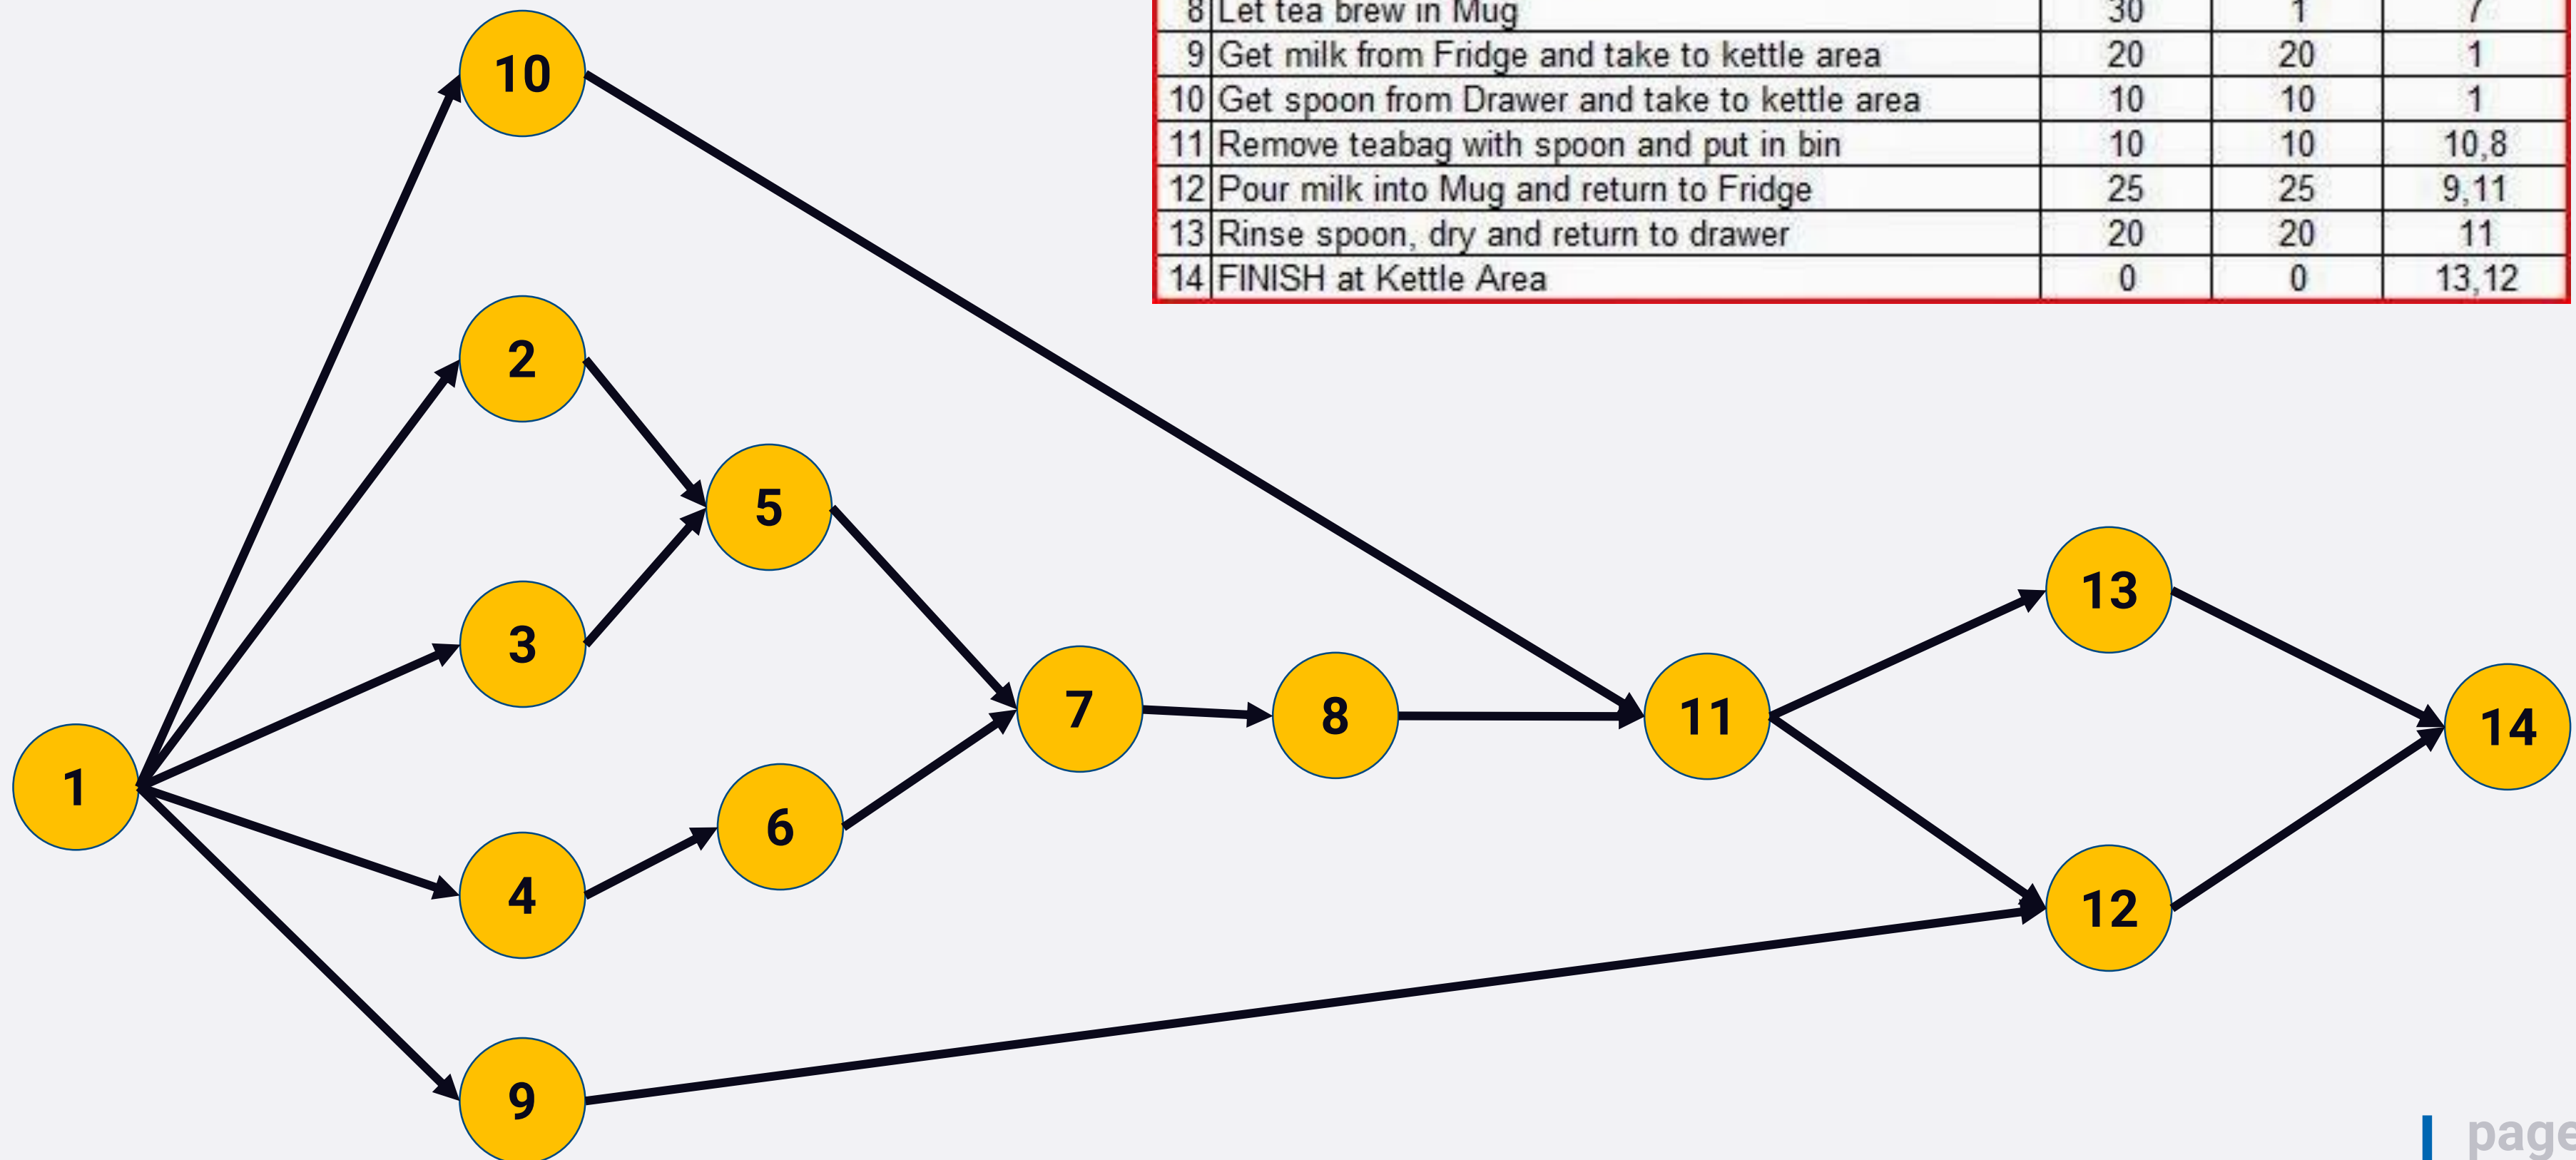 8 Let tea brew in Mug 30 1 7
9 Get milk from Fridge and take to kettle area 20 20 1
10 Get spoon from Drawer and take to kettle area 10 10 1
11 Remove teabag with spoon and put in bin 10 10 10,8
12 Pour milk into Mug and return to Fridge 25 25 9,11
13 Rinse spoon, dry and return to drawer 20 20 11
14 FINISH at Kettle Area 0 0 13,12
10
2
5
3
13
7
8
11
14
1
6
4
12
9
page